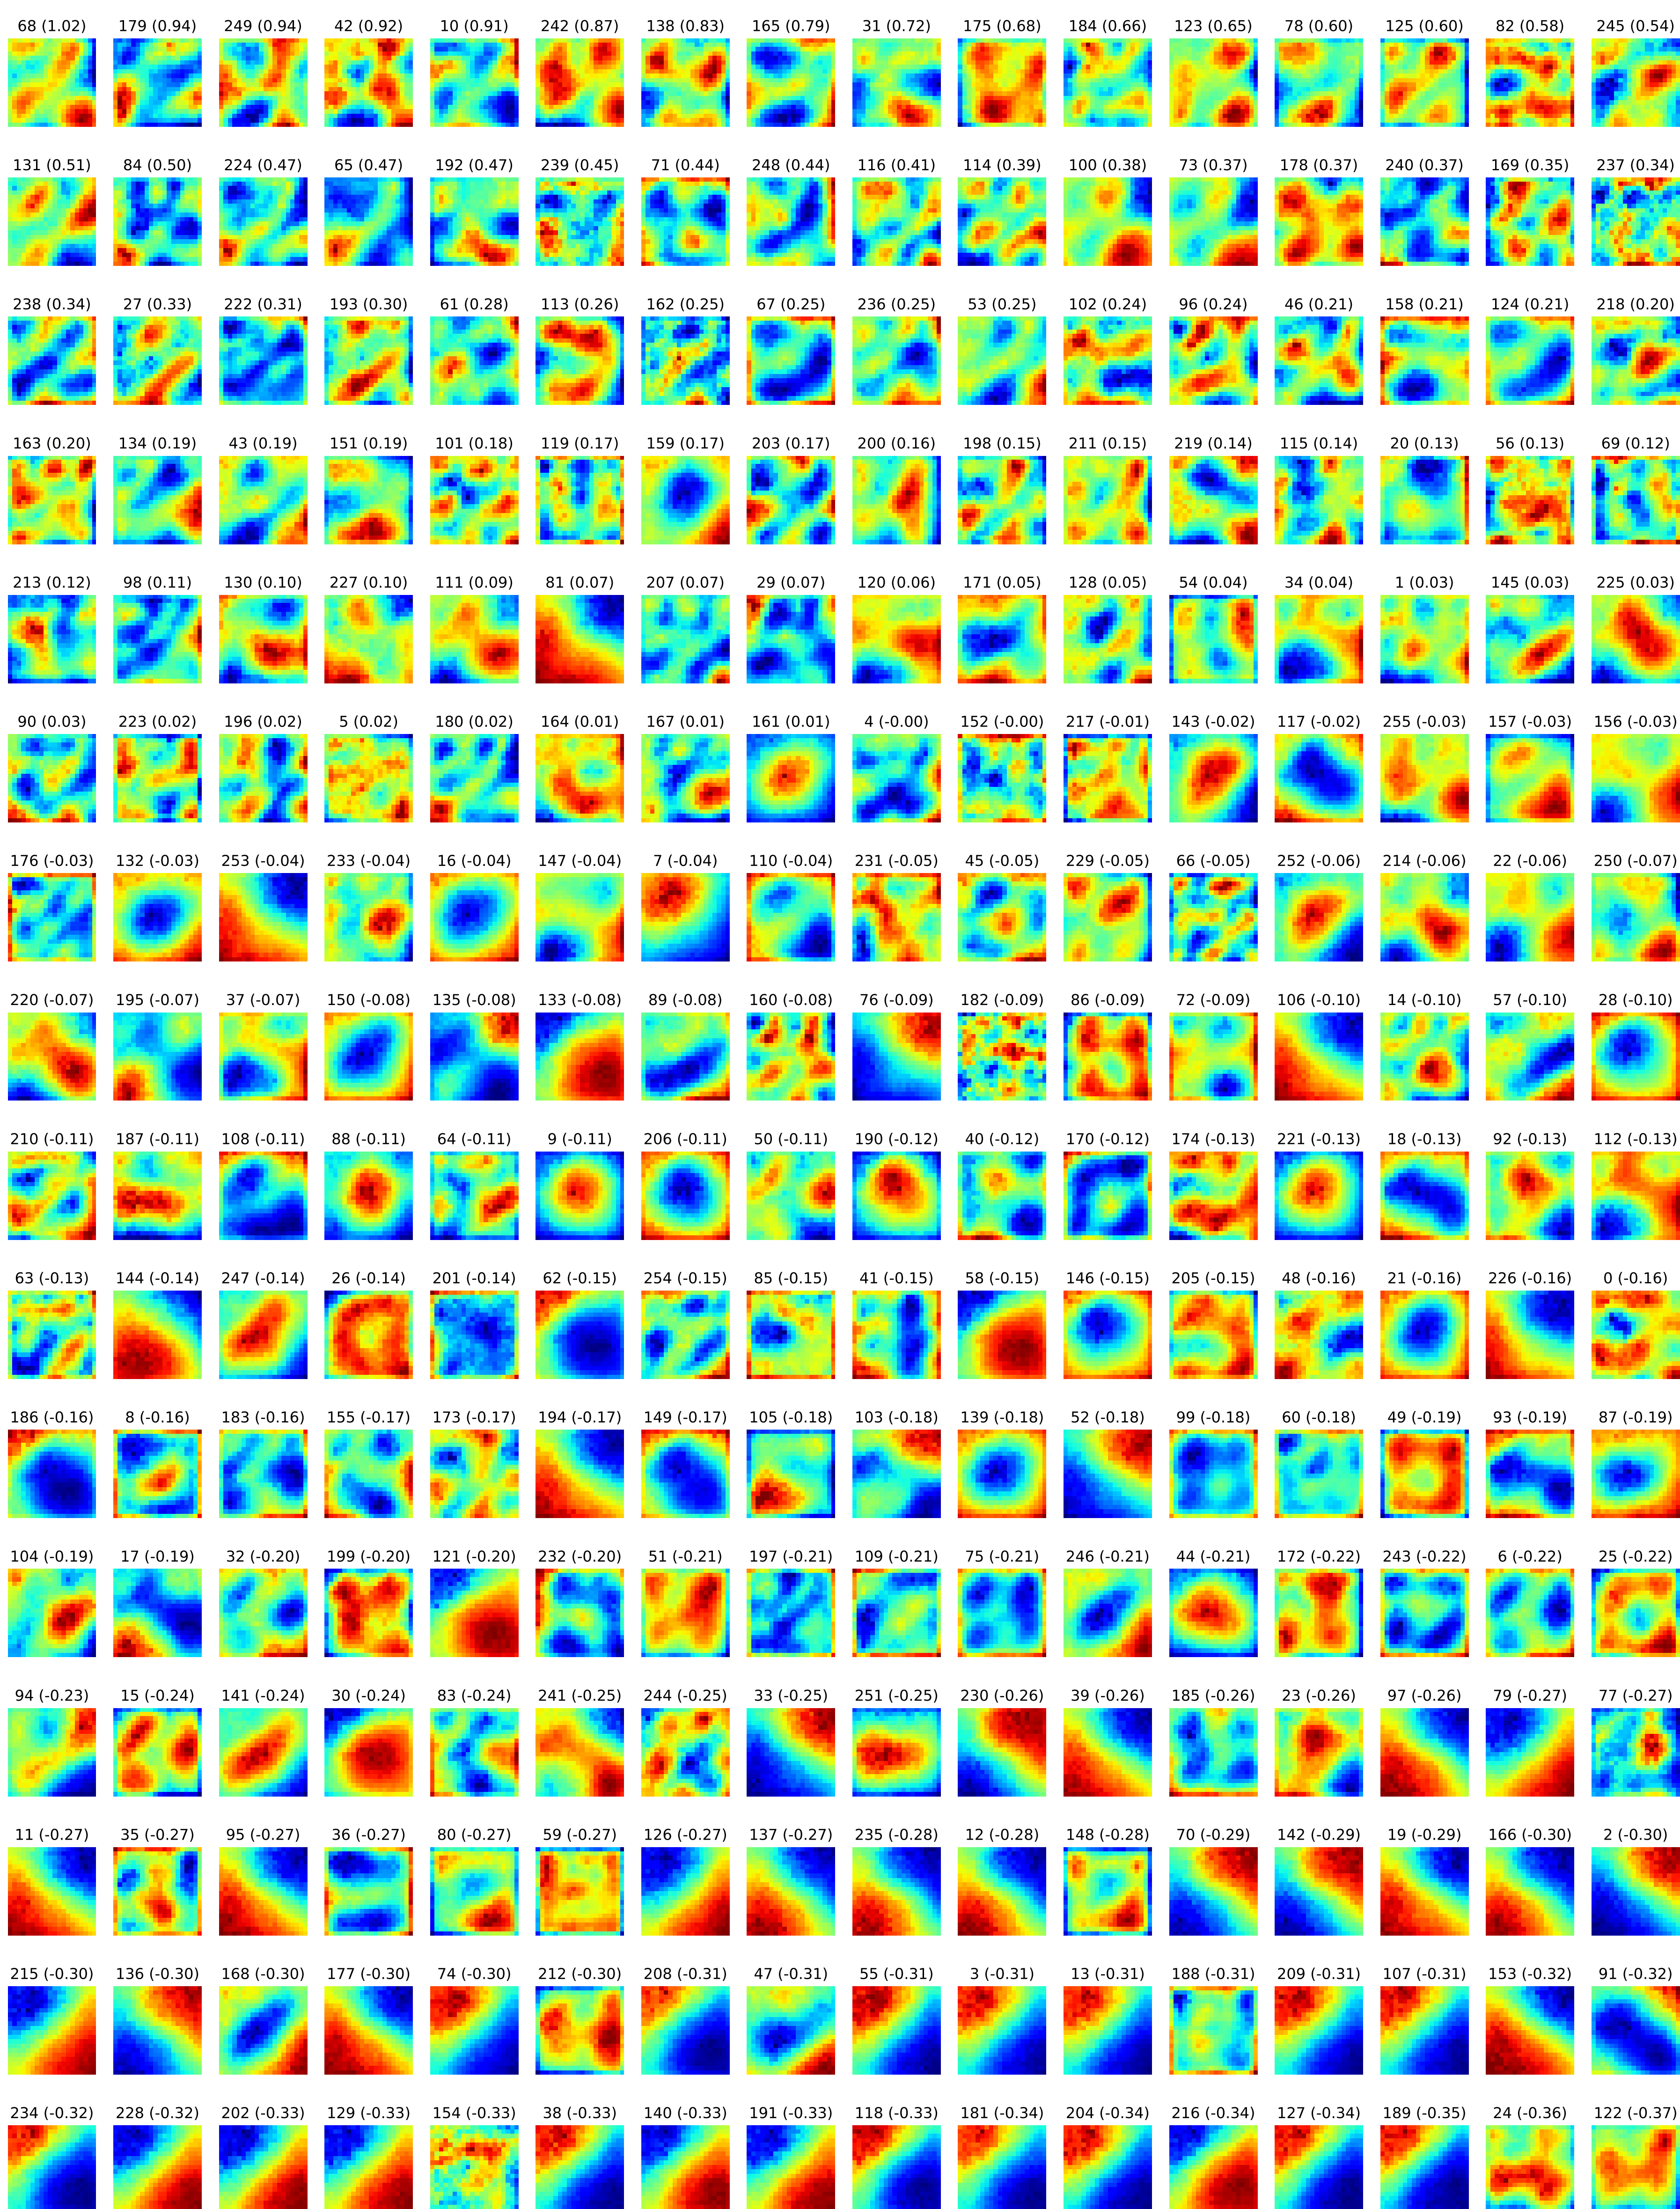 68 (1.02) 179 (0.94) 249 (0.94) 42 (0.92) 10 (0.91) 242 (0.87) 138 (0.83) 165 (0.79) 31 (0.72) 175 (0.68) 184 (0.66) 123 (0.65) 78 (0.60) 125 (0.60) 82 (0.58) 245 (0.54)
131 (0.51) 84 (0.50) 224 (0.47) 65 (0.47) 192 (0.47) 239 (0.45) 71 (0.44) 248 (0.44) 116 (0.41) 114 (0.39) 100 (0.38) 73 (0.37) 178 (0.37) 240 (0.37) 169 (0.35) 237 (0.34)
238 (0.34) 27 (0.33) 222 (0.31) 193 (0.30) 61 (0.28) 113 (0.26) 162 (0.25) 67 (0.25) 236 (0.25) 53 (0.25) 102 (0.24) 96 (0.24) 46 (0.21) 158 (0.21) 124 (0.21) 218 (0.20)
163 (0.20) 134 (0.19) 43 (0.19) 151 (0.19) 101 (0.18) 119 (0.17) 159 (0.17) 203 (0.17) 200 (0.16) 198 (0.15) 211 (0.15) 219 (0.14) 115 (0.14) 20 (0.13) 56 (0.13) 69 (0.12)
213 (0.12) 98 (0.11) 130 (0.10) 227 (0.10) 111 (0.09) 81 (0.07) 207 (0.07) 29 (0.07) 120 (0.06) 171 (0.05) 128 (0.05) 54 (0.04) 34 (0.04) 1 (0.03) 145 (0.03) 225 (0.03)
90 (0.03) 223 (0.02) 196 (0.02) 5 (0.02) 180 (0.02) 164 (0.01) 167 (0.01) 161 (0.01) 4 (-0.00) 152 (-0.00) 217 (-0.01) 143 (-0.02) 117 (-0.02) 255 (-0.03) 157 (-0.03) 156 (-0.03)
176 (-0.03) 132 (-0.03) 253 (-0.04) 233 (-0.04) 16 (-0.04) 147 (-0.04) 7 (-0.04) 110 (-0.04) 231 (-0.05) 45 (-0.05) 229 (-0.05) 66 (-0.05) 252 (-0.06) 214 (-0.06) 22 (-0.06) 250 (-0.07)
220 (-0.07) 195 (-0.07) 37 (-0.07) 150 (-0.08) 135 (-0.08) 133 (-0.08) 89 (-0.08) 160 (-0.08) 76 (-0.09) 182 (-0.09) 86 (-0.09) 72 (-0.09) 106 (-0.10) 14 (-0.10) 57 (-0.10) 28 (-0.10)
210 (-0.11) 187 (-0.11) 108 (-0.11) 88 (-0.11) 64 (-0.11) 9 (-0.11) 206 (-0.11) 50 (-0.11) 190 (-0.12) 40 (-0.12) 170 (-0.12) 174 (-0.13) 221 (-0.13) 18 (-0.13) 92 (-0.13) 112 (-0.13)
63 (-0.13) 144 (-0.14) 247 (-0.14) 26 (-0.14) 201 (-0.14) 62 (-0.15) 254 (-0.15) 85 (-0.15) 41 (-0.15) 58 (-0.15) 146 (-0.15) 205 (-0.15) 48 (-0.16) 21 (-0.16) 226 (-0.16) 0 (-0.16)
186 (-0.16) 8 (-0.16) 183 (-0.16) 155 (-0.17) 173 (-0.17) 194 (-0.17) 149 (-0.17) 105 (-0.18) 103 (-0.18) 139 (-0.18) 52 (-0.18) 99 (-0.18) 60 (-0.18) 49 (-0.19) 93 (-0.19) 87 (-0.19)
104 (-0.19) 17 (-0.19) 32 (-0.20) 199 (-0.20) 121 (-0.20) 232 (-0.20) 51 (-0.21) 197 (-0.21) 109 (-0.21) 75 (-0.21) 246 (-0.21) 44 (-0.21) 172 (-0.22) 243 (-0.22) 6 (-0.22) 25 (-0.22)
94 (-0.23) 15 (-0.24) 141 (-0.24) 30 (-0.24) 83 (-0.24) 241 (-0.25) 244 (-0.25) 33 (-0.25) 251 (-0.25) 230 (-0.26) 39 (-0.26) 185 (-0.26) 23 (-0.26) 97 (-0.26) 79 (-0.27) 77 (-0.27)
11 (-0.27) 35 (-0.27) 95 (-0.27) 36 (-0.27) 80 (-0.27) 59 (-0.27) 126 (-0.27) 137 (-0.27) 235 (-0.28) 12 (-0.28) 148 (-0.28) 70 (-0.29) 142 (-0.29) 19 (-0.29) 166 (-0.30) 2 (-0.30)
215 (-0.30) 136 (-0.30) 168 (-0.30) 177 (-0.30) 74 (-0.30) 212 (-0.30) 208 (-0.31) 47 (-0.31) 55 (-0.31) 3 (-0.31) 13 (-0.31) 188 (-0.31) 209 (-0.31) 107 (-0.31) 153 (-0.32) 91 (-0.32)
234 (-0.32) 228 (-0.32) 202 (-0.33) 129 (-0.33) 154 (-0.33) 38 (-0.33) 140 (-0.33) 191 (-0.33) 118 (-0.33) 181 (-0.34) 204 (-0.34) 216 (-0.34) 127 (-0.34) 189 (-0.35) 24 (-0.36) 122 (-0.37)